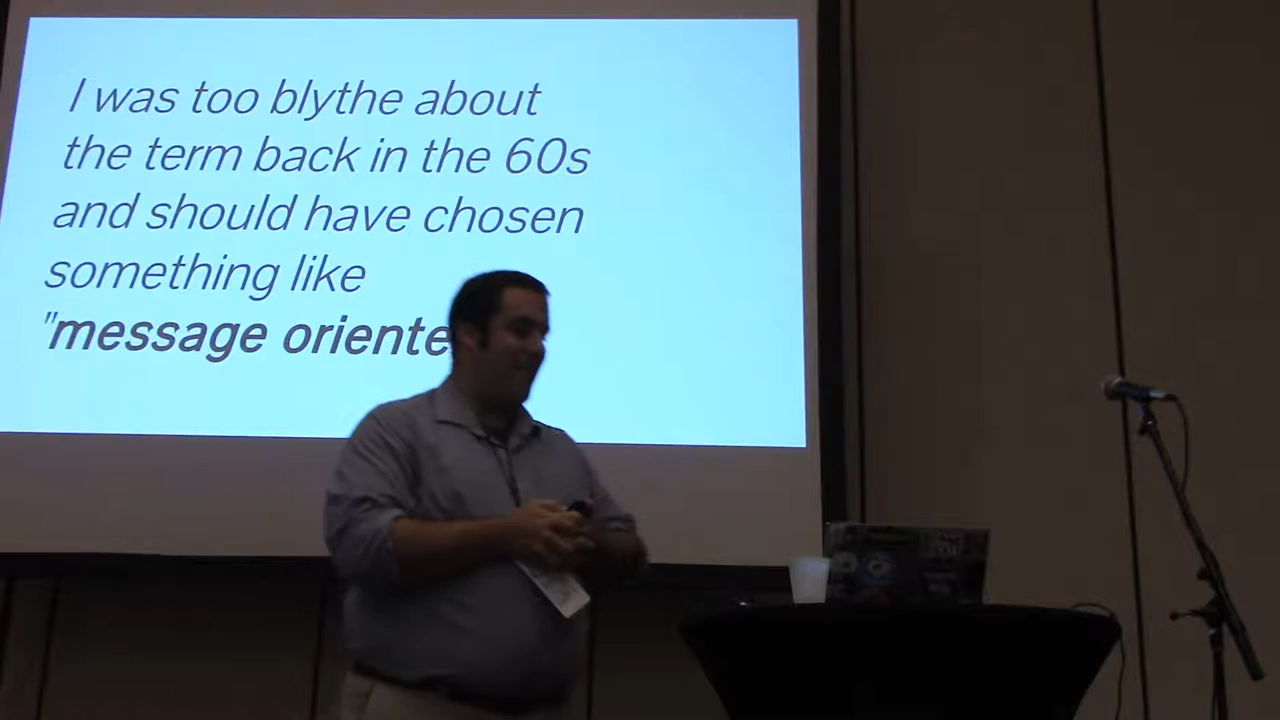 I was too blythe about
the term back in the 60s
and should have chosen
something like
"message oriente